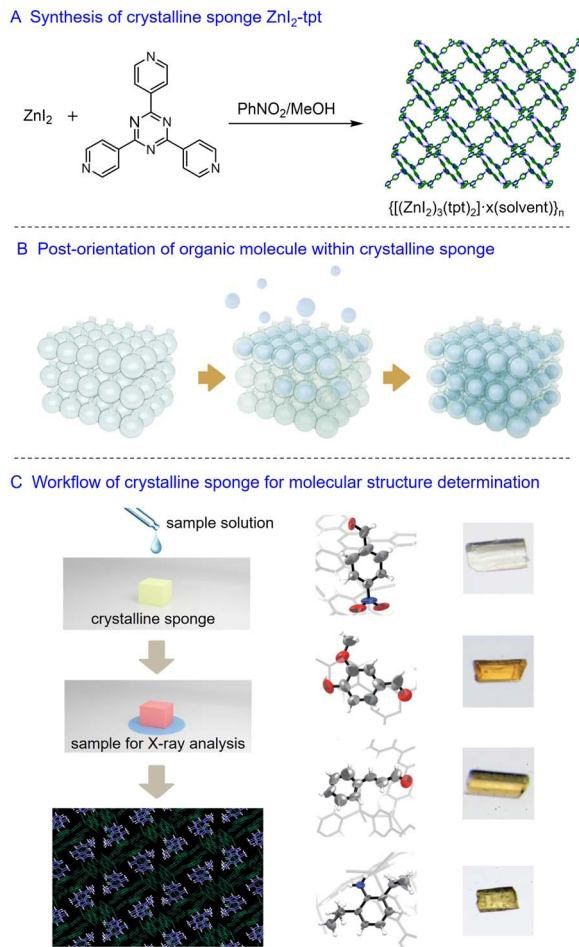 A Synthesis of crystalline sponge ZnI₂-tpt
ZnI₂ +
N
N
N
N
N
N
PhNO₂/MeOH
{[(ZnI₂)₃(tpt)₂]·x(solvent)}ₙ
B Post-orientation of organic molecule within crystalline sponge
C Workflow of crystalline sponge for molecular structure determination
sample solution
crystalline sponge
sample for X-ray analysis